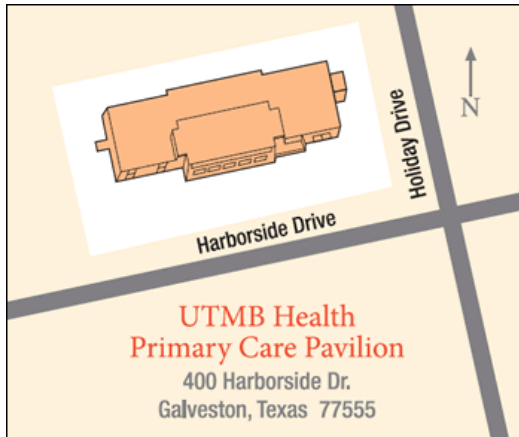 N
Holiday Drive
Harborside Drive
UTMB Health
Primary Care Pavilion
400 Harborside Dr.
Galveston, Texas 77555